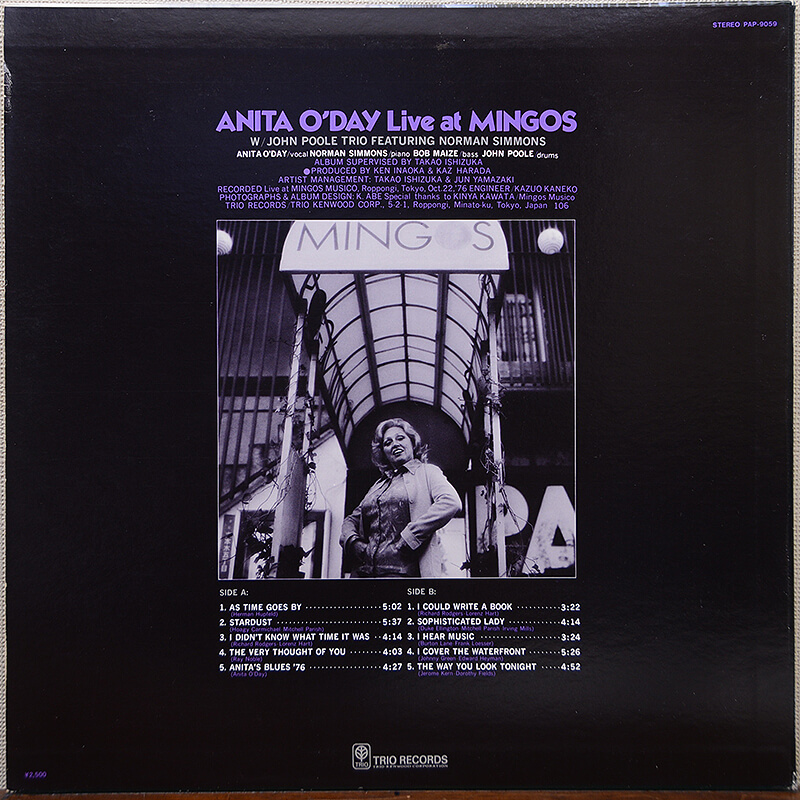 STEREO PAP-9059
ANITA O'DAY Live at MINGOS
W/JOHN POOLE TRIO FEATURING NORMAN SIMMONS
ANITA O'DAY/vocal NORMAN SIMMONS/piano BOB MAIZE/bass JOHN POOLE drums
ALBUM SUPERVISED BY TAKAO ISHIZUKA
●PRODUCED BY KEN INAOKA & KAZ HARADA
ARTIST MANAGEMENT: TAKAO ISHIZUKA & JUN YAMAZAKI
RECORDED Live at MINGOS MUSICO, Roppongi, Tokyo, Oct.22,'76 ENGINEER/KAZUO KANEKO
PHOTOGRAPHS & ALBUM DESIGN: K. ABE Special thanks to KINYA KAWATA/Mingos Musico
TRIO RECORDS/TRIO KENWOOD CORP., 5-2-1, Roppongi, Minato-ku, Tokyo, Japan 106
MINGOS
PA
SIDE A:
1. AS TIME GOES BY 5:02
(Herman Hupfeld)
2. STARDUST 5:37
(Hoagy Carmichael Mitchell Parish)
3. I DIDN'T KNOW WHAT TIME IT WAS 4:14
(Richard Rodgers-Lorenz Hart)
4. THE VERY THOUGHT OF YOU 4:03
(Ray Noble)
5. ANITA'S BLUES '76 4:27
(Anita O'Day)
SIDE B:
1. I COULD WRITE A BOOK 3:22
(Richard Rodgers-Lorenz Hart)
2. SOPHISTICATED LADY 4:14
(Duke Ellington Mitchell Parish Irving Mills)
3. I HEAR MUSIC 3:24
(Burton Lane Frank Loesser)
4. I COVER THE WATERFRONT 5:26
(Johnny Green-Edward Heyman)
5. THE WAY YOU LOOK TONIGHT 4:52
(Jerome Kern-Dorothy Fields)
TRIO
TRIO RECORDS
TRIO KENWOOD CORPORATION
¥2,500